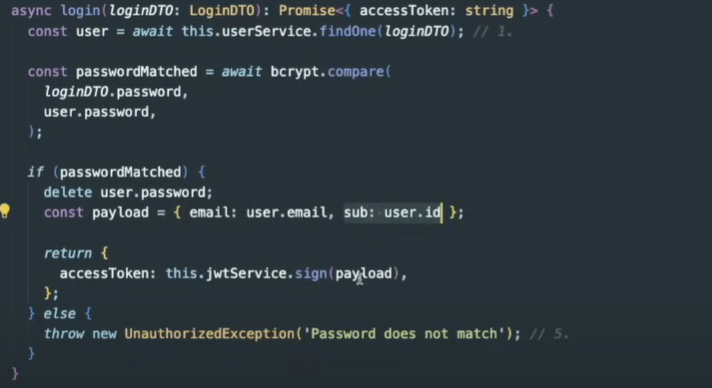 async login(loginDTO: LoginDTO): Promise<{ accessToken: string }> {
const user = await this.userService.findOne(loginDTO); // 1.
const passwordMatched = await bcrypt.compare(
loginDTO.password,
user.password,
);
if (passwordMatched) {
delete user.password;
const payload = { email: user.email, sub: user.id };
return {
accessToken: this.jwtService.sign(payload),
};
} else {
throw new UnauthorizedException('Password does not match'); // 5.
}
}